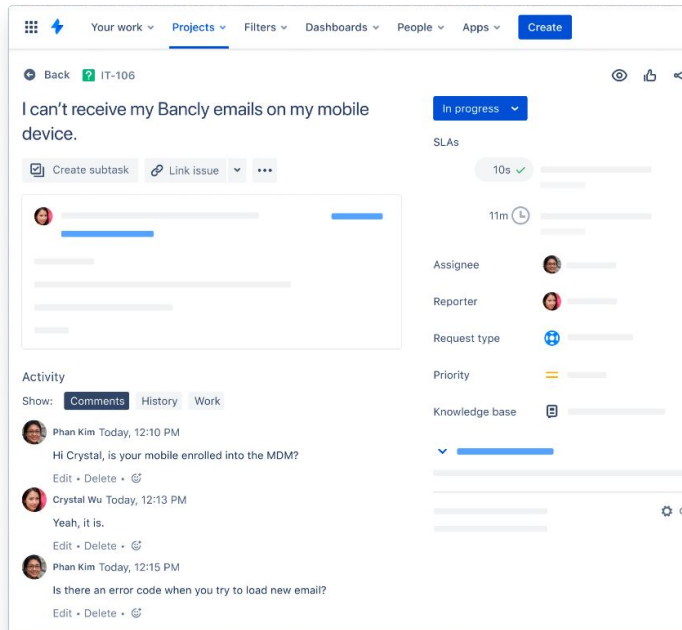 Your work Projects Filters Dashboards People Apps Create
Back ? IT-106
I can't receive my Bancly emails on my mobile
device.
Create subtask Link issue
In progress
SLAs
10s
11m
Assignee
Reporter
Request type
Priority
Knowledge base
Activity
Show: Comments History Work
Phan Kim Today, 12:10 PM
Hi Crystal, is your mobile enrolled into the MDM?
Edit • Delete •
Crystal Wu Today, 12:13 PM
Yeah, it is.
Edit • Delete •
Phan Kim Today, 12:15 PM
Is there an error code when you try to load new email?
Edit • Delete •